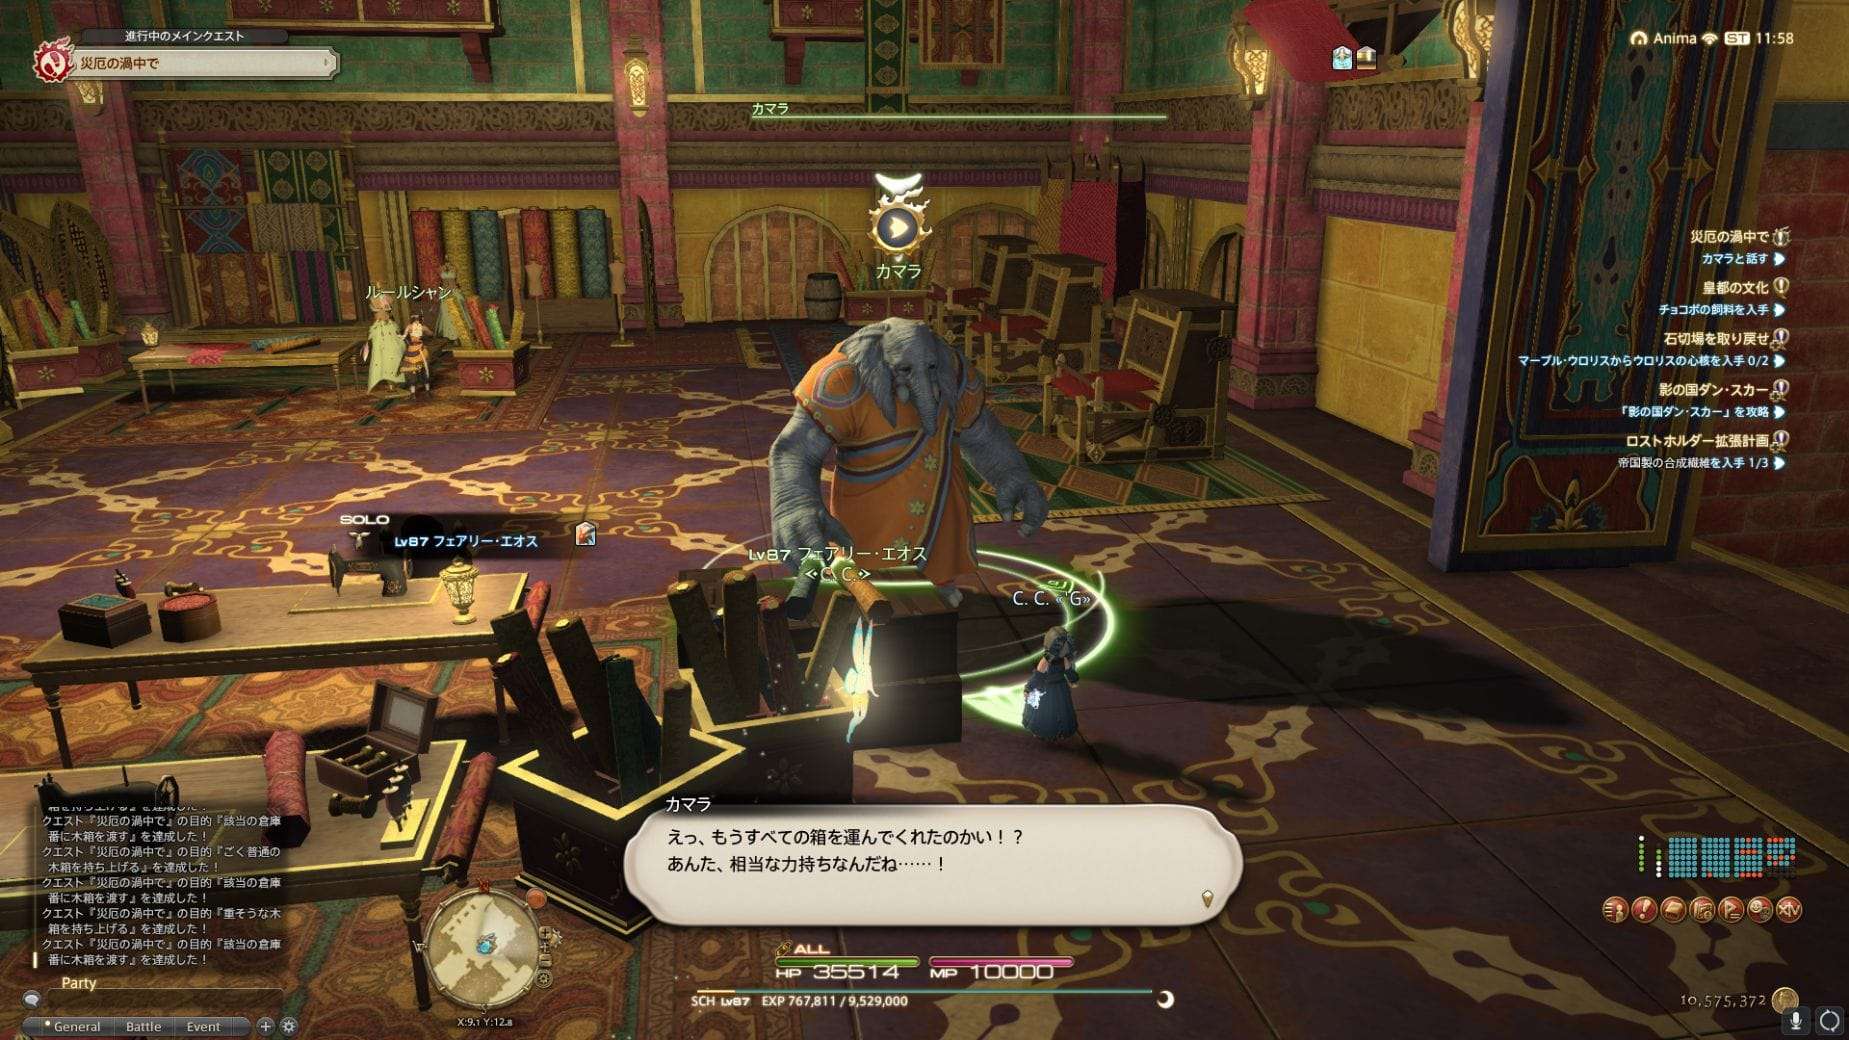 進行中のメインクエスト
災厄の渦中で
Anima ST 11:58
カマラ
カマラ
ルールシャン
災厄の渦中で
カマラと話す
皇都の文化
チョコボの飼料を入手
石切場を取り戻せ
マーブル・ウロリスからウロリスの心核を入手 0/2
影の国ダン・スカー
「影の国ダン・スカー」を攻略
ロストホルダー拡張計画
帝国製の合成繊維を入手 1/3
SOLO
Lv87 フェアリー・エオス
Lv87 フェアリー・エオス
«C. C.»
C. C. «'G»
カマラ
えっ、もうすべての箱を運んでくれたのかい！？
あんた、相当な力持ちなんだね……！
箱を持ち上げる』を達成した！
クエスト『災厄の渦中で』の目的『該当の倉庫
番に木箱を渡す』を達成した！
クエスト『災厄の渦中で』の目的『ごく普通の
木箱を持ち上げる』を達成した！
クエスト『災厄の渦中で』の目的『該当の倉庫
番に木箱を渡す』を達成した！
クエスト『災厄の渦中で』の目的『重そうな木
箱を持ち上げる』を達成した！
クエスト『災厄の渦中で』の目的『該当の倉庫
番に木箱を渡す』を達成した！
Party
General Battle Event
X:9.1 Y:12.8
ALL
HP 35514 MP 10000
SCH Lv87 EXP 767,811 / 9,529,000
XIV
10,575,372